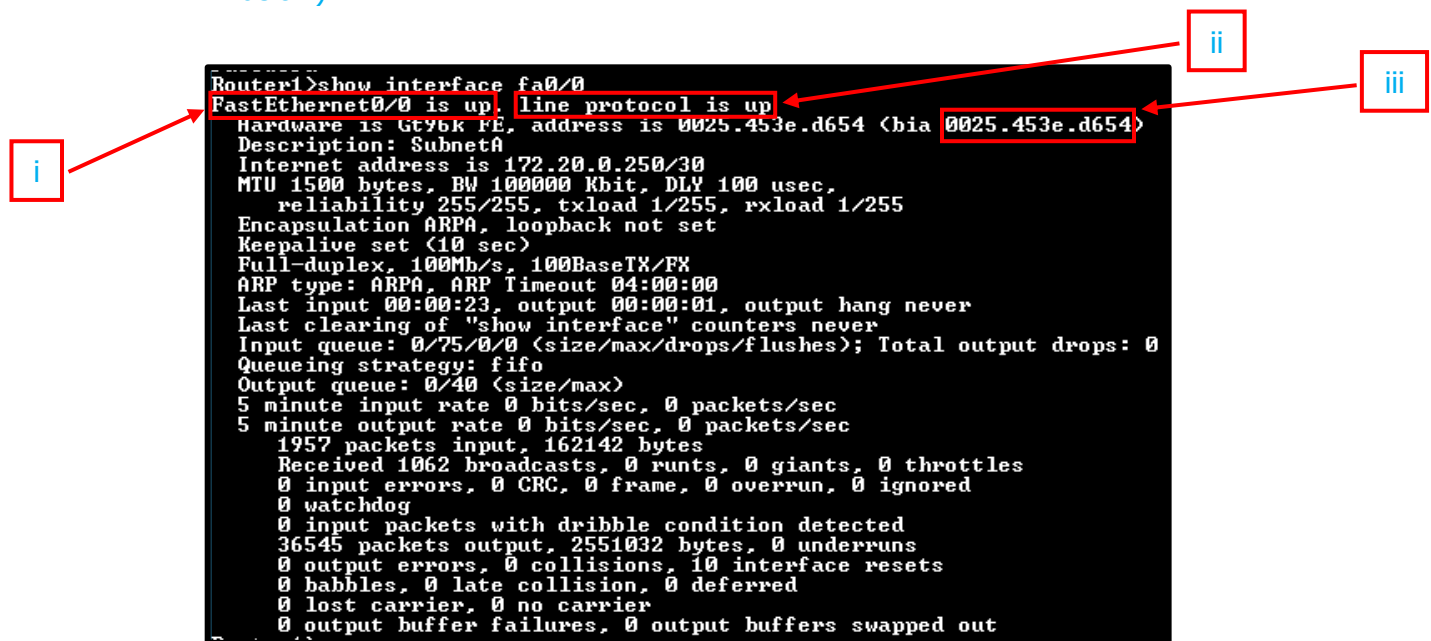 ii
iii
i
Router1>show interface fa0/0
FastEthernet0/0 is up, line protocol is up
  Hardware is Gt96k FE, address is 0025.453e.d654 (bia 0025.453e.d654)
  Description: SubnetA
  Internet address is 172.20.0.250/30
  MTU 1500 bytes, BW 100000 Kbit, DLY 100 usec,
     reliability 255/255, txload 1/255, rxload 1/255
  Encapsulation ARPA, loopback not set
  Keepalive set (10 sec)
  Full-duplex, 100Mb/s, 100BaseTX/FX
  ARP type: ARPA, ARP Timeout 04:00:00
  Last input 00:00:23, output 00:00:01, output hang never
  Last clearing of "show interface" counters never
  Input queue: 0/75/0/0 (size/max/drops/flushes); Total output drops: 0
  Queueing strategy: fifo
  Output queue: 0/40 (size/max)
  5 minute input rate 0 bits/sec, 0 packets/sec
  5 minute output rate 0 bits/sec, 0 packets/sec
     1957 packets input, 162142 bytes
     Received 1062 broadcasts, 0 runts, 0 giants, 0 throttles
     0 input errors, 0 CRC, 0 frame, 0 overrun, 0 ignored
     0 watchdog
     0 input packets with dribble condition detected
     36545 packets output, 2551032 bytes, 0 underruns
     0 output errors, 0 collisions, 10 interface resets
     0 babbles, 0 late collision, 0 deferred
     0 lost carrier, 0 no carrier
     0 output buffer failures, 0 output buffers swapped out